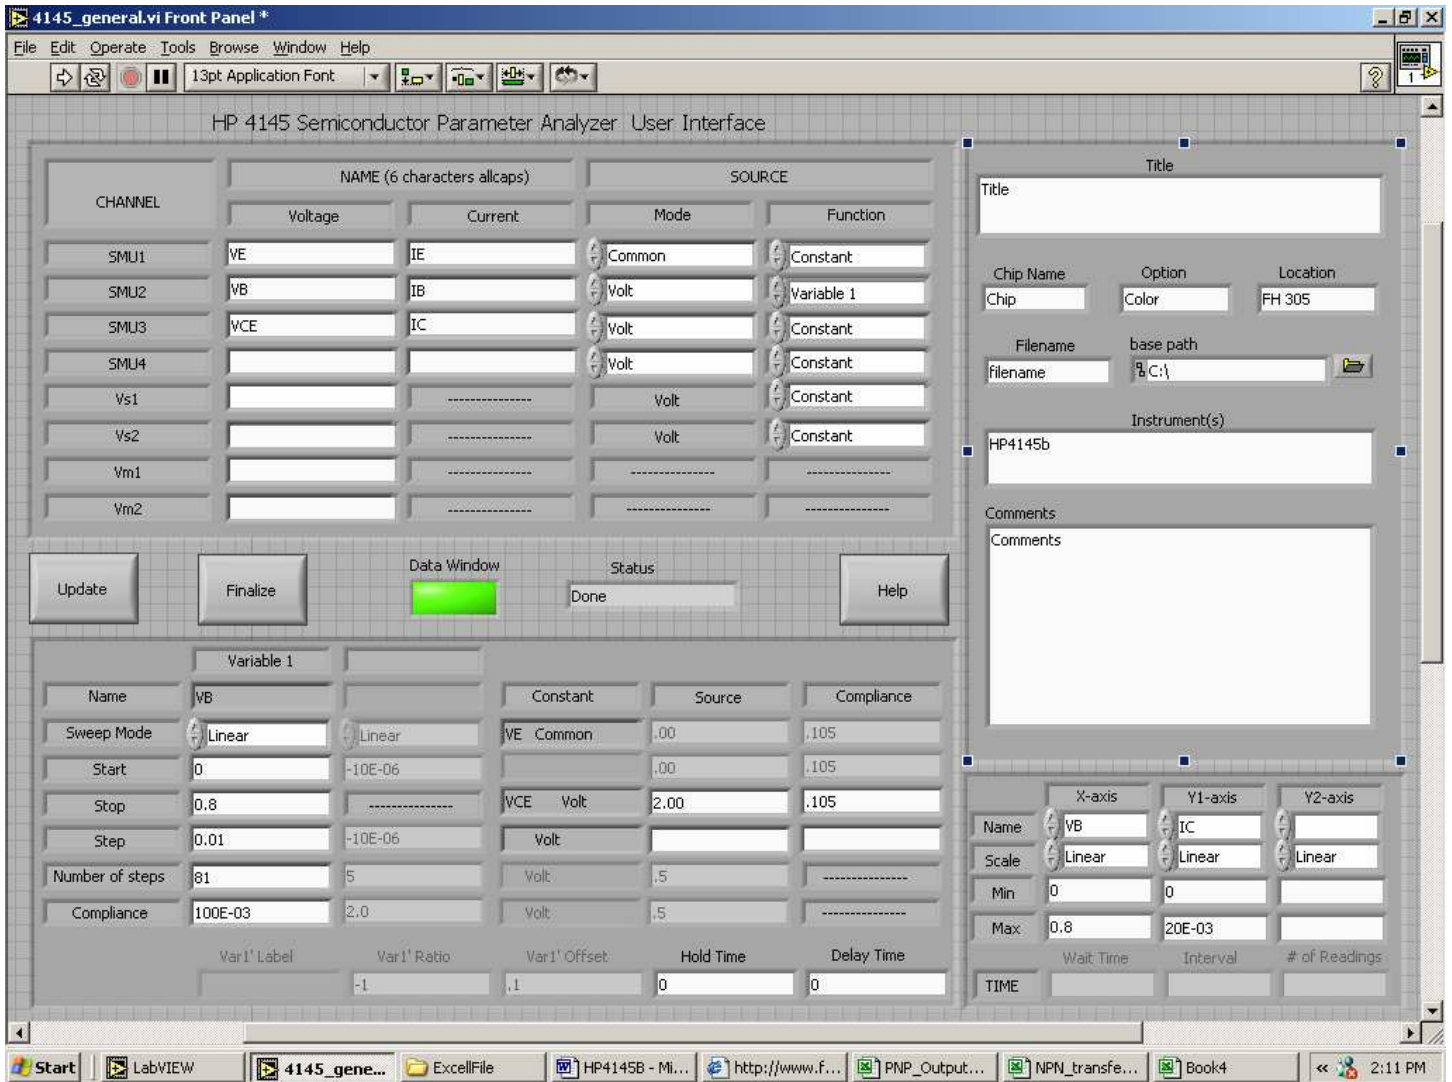 4145_general.vi Front Panel *
File Edit Operate Tools Browse Window Help
13pt Application Font
1
HP 4145 Semiconductor Parameter Analyzer User Interface
CHANNEL
NAME (6 characters allcaps)
SOURCE
Voltage Current Mode Function
SMU1 VE IE Common Constant
SMU2 VB IB Volt Variable 1
SMU3 VCE IC Volt Constant
SMU4 Volt Constant
Vs1 --------------- Volt Constant
Vs2 --------------- Volt Constant
Vm1 --------------- --------------- ---------------
Vm2 --------------- --------------- ---------------
Title
Title
Chip Name Option Location
Chip Color FH 305
Filename base path
filename C:\
Instrument(s)
HP4145b
Comments
Comments
Update Finalize
Data Window
Status
Done
Help
Variable 1
Name VB Constant Source Compliance
Sweep Mode Linear Linear VE Common .00 .105
Start 0 -10E-06 .00 .105
Stop 0.8 --------------- VCE Volt 2.00 .105
Step 0.01 -10E-06 Volt
Number of steps 81 5 Volt .5 ---------------
Compliance 100E-03 2.0 Volt .5 ---------------
Var1' Label Var1' Ratio Var1' Offset Hold Time Delay Time
-1 .1 0 0
X-axis Y1-axis Y2-axis
Name VB IC
Scale Linear Linear Linear
Min 0 0
Max 0.8 20E-03
Wait Time Interval # of Readings
TIME
Start LabVIEW 4145_gene... ExcellFile HP4145B - Mi... http://www.f... PNP_Output... NPN_transfe... Book4 « 2:11 PM